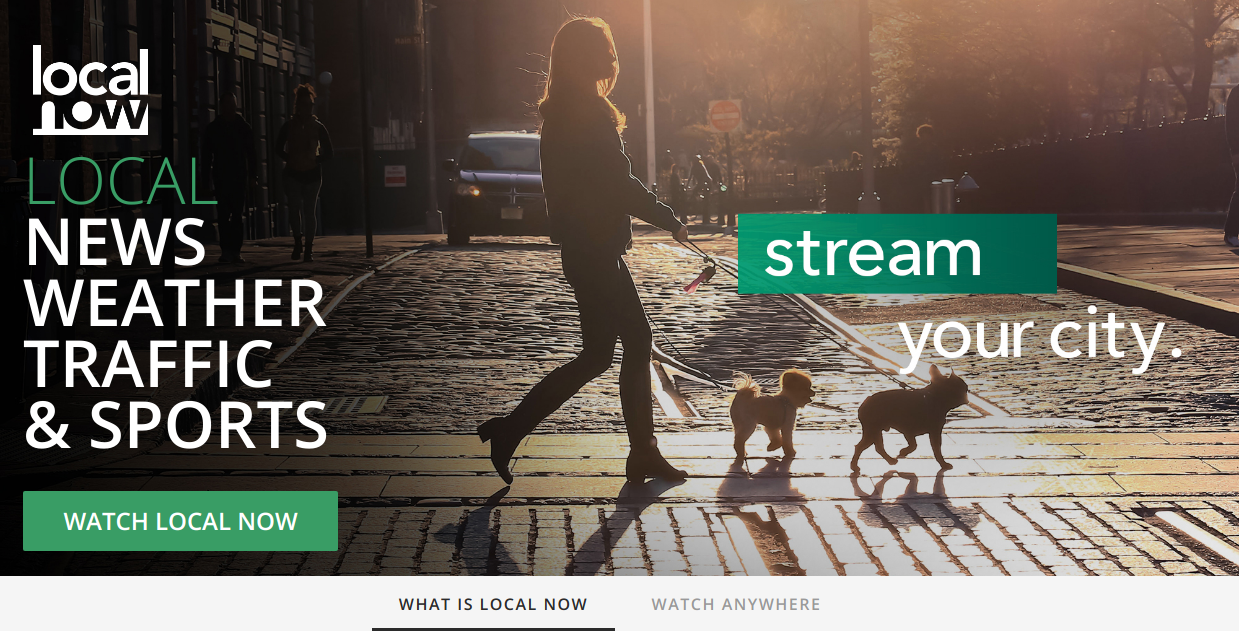 local
now
LOCAL
NEWS
WEATHER
TRAFFIC
& SPORTS
stream
your city.
WATCH LOCAL NOW
WHAT IS LOCAL NOW
WATCH ANYWHERE